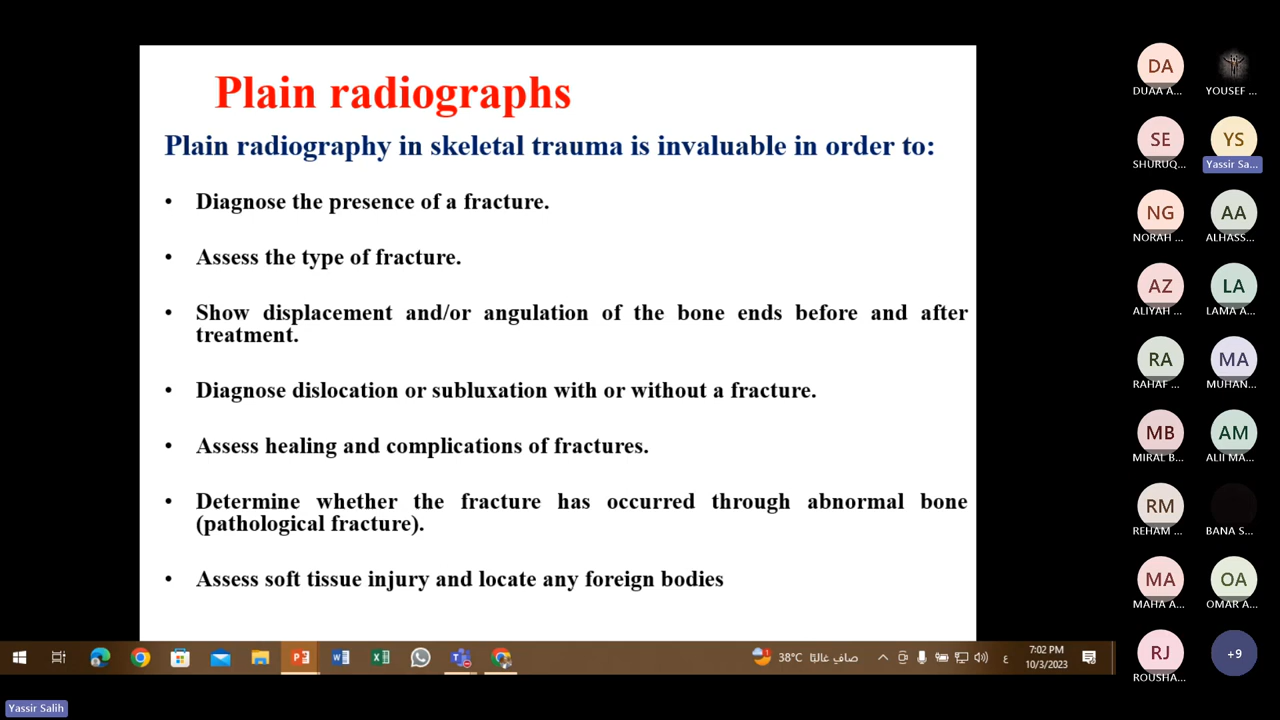 Plain radiographs
Plain radiography in skeletal trauma is invaluable in order to:
• Diagnose the presence of a fracture.
• Assess the type of fracture.
• Show displacement and/or angulation of the bone ends before and after
treatment.
• Diagnose dislocation or subluxation with or without a fracture.
• Assess healing and complications of fractures.
• Determine whether the fracture has occurred through abnormal bone
(pathological fracture).
• Assess soft tissue injury and locate any foreign bodies
DA
DUAA A...
YOUSEF ...
SE
SHURUQ...
YS
Yassir Sa...
NG
NORAH ...
AA
ALHASS...
AZ
ALIYAH ...
LA
LAMA A...
RA
RAHAF ...
MA
MUHAN...
MB
MIRAL B...
AM
ALII MA...
RM
REHAM ...
BANA S...
MA
MAHA A...
OA
OMAR A...
RJ
ROUSHA...
+9
38°C صافي غالبًا
ع
7:02 PM
10/3/2023
Yassir Salih